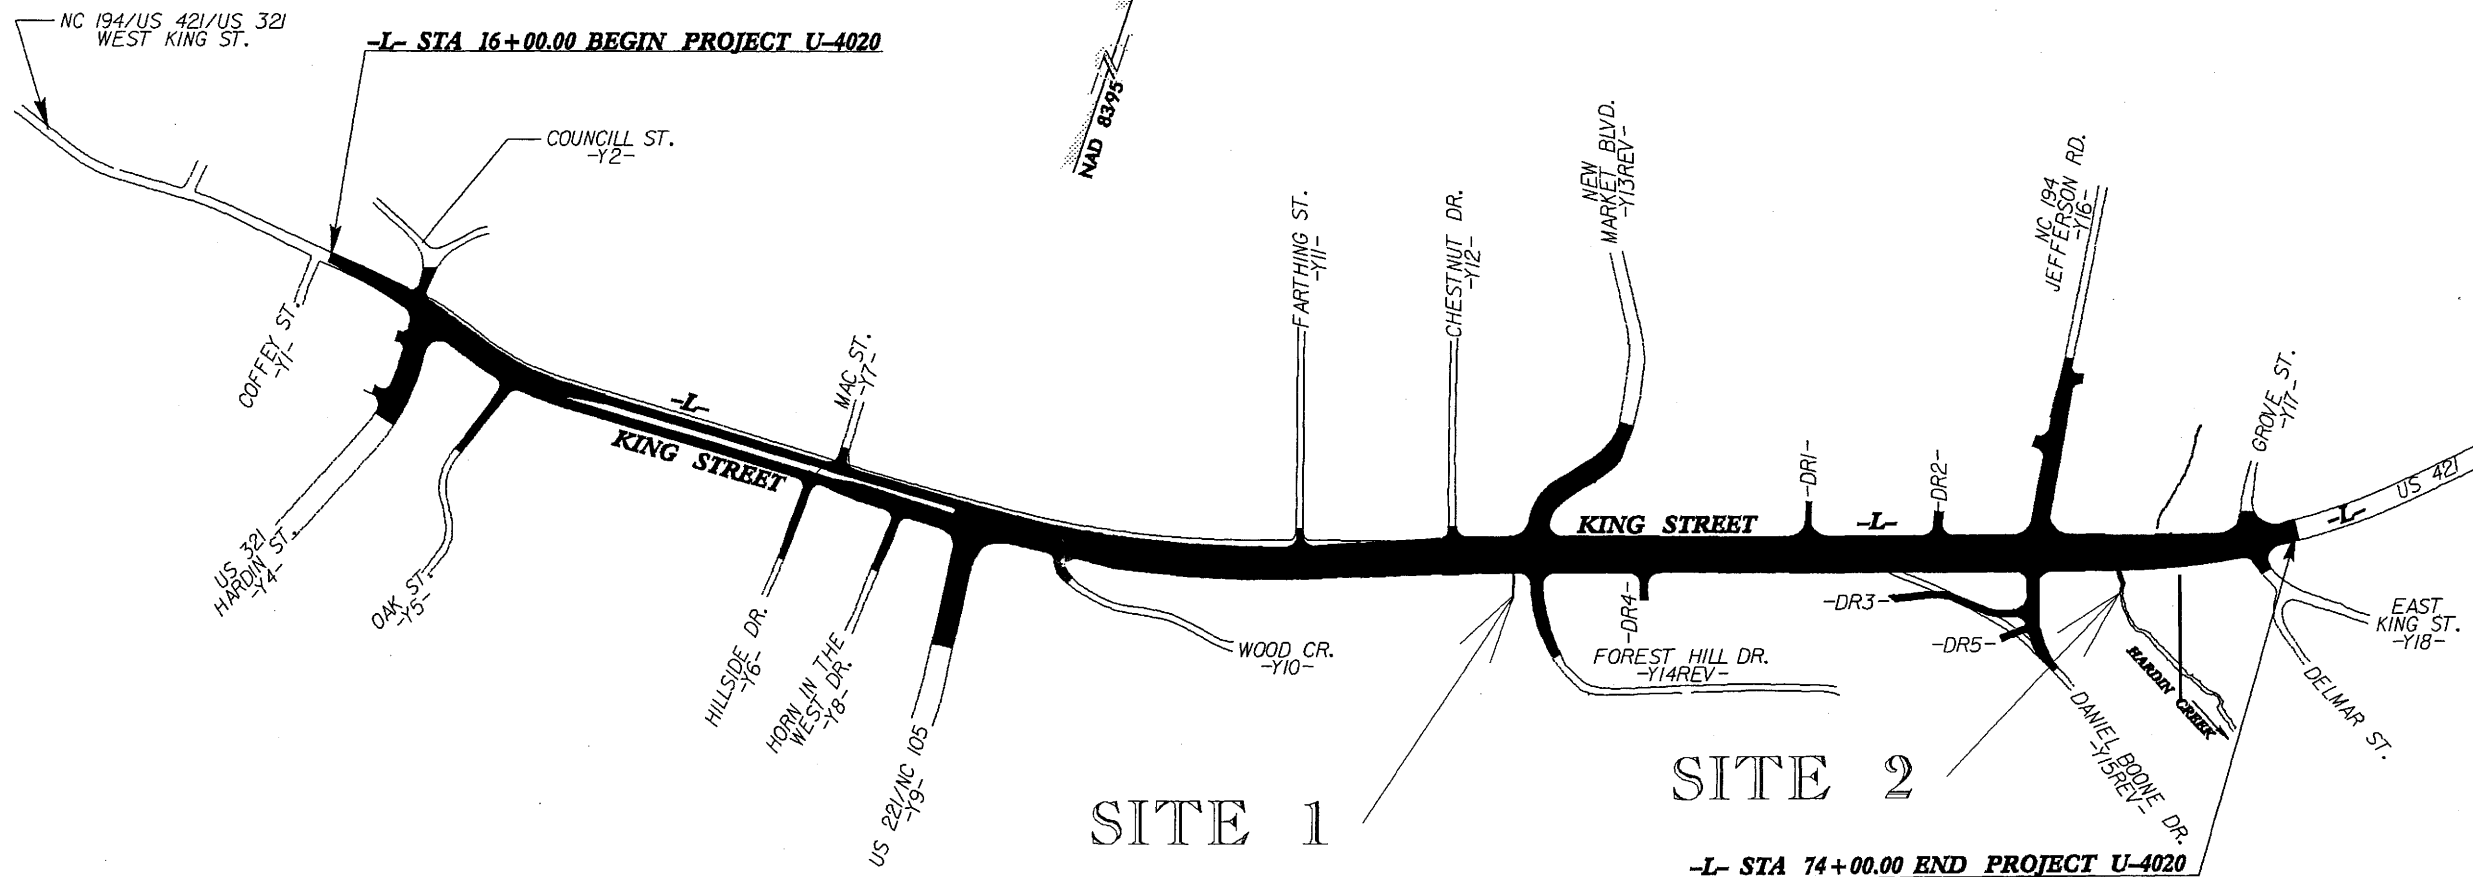 NC 194/US 421/US 321
WEST KING ST.
-L- STA 16+00.00 BEGIN PROJECT U-4020
COUNCILL ST.
-Y2-
NAD 83/95
COFFEY ST.
-Y1-
US 321
HARDIN ST.
-Y4-
OAK ST.
-Y5-
-L-
KING STREET
MAC ST.
-Y7-
HILLSIDE DR.
-Y6-
HORN IN THE
WEST DR.
-Y8-
US 221/NC 105
-Y9-
WOOD CR.
-Y10-
FARTHING ST.
-Y11-
CHESTNUT DR.
-Y12-
NEW
MARKET BLVD.
-Y13REV-
KING STREET
-DR1-
-L-
-DR2-
NC 194
JEFFERSON RD.
-Y16-
GROVE ST.
-Y17-
US 421
-L-
-DR4-
FOREST HILL DR.
-Y14REV-
-DR3-
-DR5-
DANIEL BOONE DR.
-Y15REV-
HARDIN CREEK
EAST
KING ST.
-Y18-
DELMAR ST.
SITE 1
SITE 2
-L- STA 74+00.00 END PROJECT U-4020